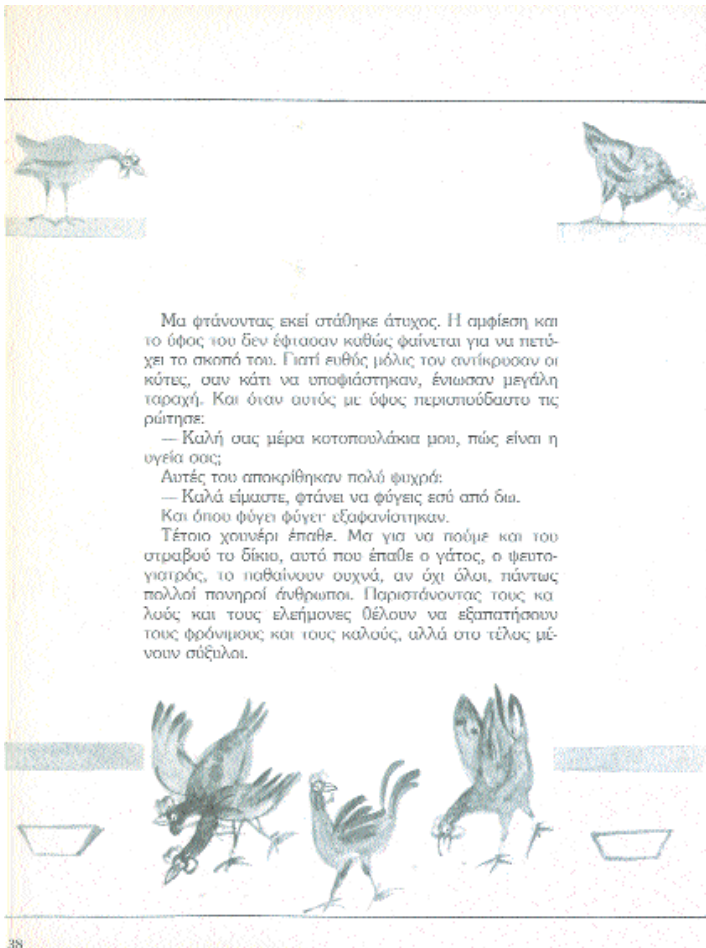 Μα φτάνοντας εκεί στάθηκε άτυχος. Η αμφίεση και
το ύφος του δεν έφτασαν καθώς φαίνεται για να πετύ-
χει το σκοπό του. Γιατί ευθύς μόλις τον αντίκρυσαν οι
κότες, σαν κάτι να υποψιάστηκαν, ένιωσαν μεγάλη
ταραχή. Και όταν αυτός με ύφος περισπούδαστο τις
ρώτησε:
— Καλή σας μέρα κοτοπουλάκια μου, πώς είναι η
υγεία σας;
Αυτές του αποκρίθηκαν πολύ ψυχρά:
— Καλά είμαστε, φτάνει να φύγεις εσύ από δω.
Και όπου φύγει φύγει· εξαφανίστηκαν.
Τέτοιο χουνέρι έπαθε. Μα για να πούμε και του
στραβού το δίκιο, αυτό που έπαθε ο γάτος, ο ψευτο-
γιατρός, το παθαίνουν συχνά, αν όχι όλοι, πάντως
πολλοί πονηροί άνθρωποι. Παριστάνοντας τους κα
λούς και τους ελεήμονες θέλουν να εξαπατήσουν
τους φρόνιμους και τους καλούς, αλλά στο τέλος μέ-
νουν σύξυλοι.
38